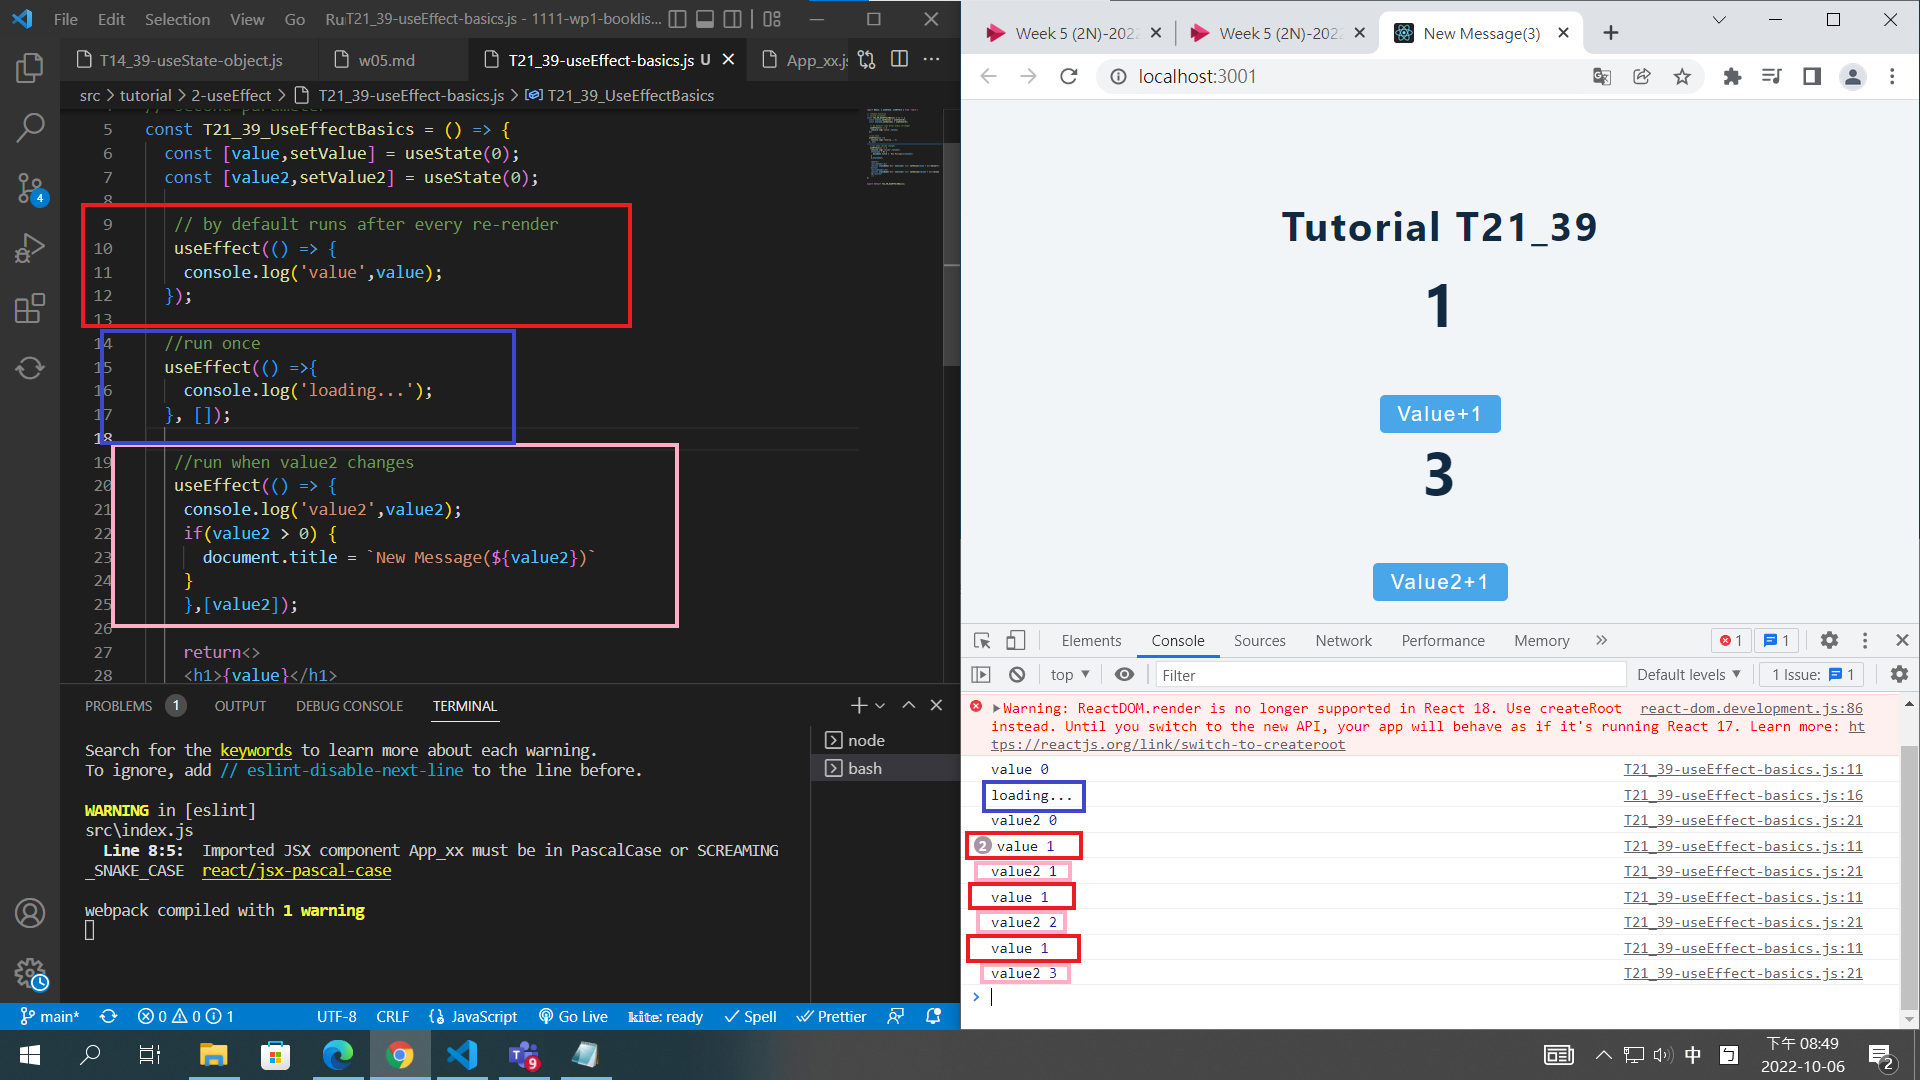 File Edit Selection View Go Ru T21_39-useEffect-basics.js - 1111-wp1-booklis...
T14_39-useState-object.js
w05.md
T21_39-useEffect-basics.js U
App_xx.js
src > tutorial > 2-useEffect > T21_39-useEffect-basics.js > T21_39_UseEffectBasics
5 const T21_39_UseEffectBasics = () => {
6 const [value,setValue] = useState(0);
7 const [value2,setValue2] = useState(0);
8
9 // by default runs after every re-render
10 useEffect(() => {
11 console.log('value',value);
12 });
13
14 //run once
15 useEffect(() =>{
16 console.log('loading...');
17 }, []);
18
19 //run when value2 changes
20 useEffect(() => {
21 console.log('value2',value2);
22 if(value2 > 0) {
23 document.title = `New Message(${value2})`
24 }
25 },[value2]);
26
27 return<>
28 <h1>{value}</h1>
PROBLEMS 1 OUTPUT DEBUG CONSOLE TERMINAL
Search for the keywords to learn more about each warning.
To ignore, add // eslint-disable-next-line to the line before.
WARNING in [eslint]
src\index.js
Line 8:5: Imported JSX component App_xx must be in PascalCase or SCREAMING
_SNAKE_CASE react/jsx-pascal-case
webpack compiled with 1 warning
node
bash
4
main* 0 0 1 UTF-8 CRLF {} JavaScript Go Live kite: ready Spell Prettier
Week 5 (2N)-2022
Week 5 (2N)-2022
New Message(3)
localhost:3001
Tutorial T21_39
1
Value+1
3
Value2+1
Elements Console Sources Network Performance Memory 1 1
top Filter Default levels 1 Issue: 1
Warning: ReactDOM.render is no longer supported in React 18. Use createRoot react-dom.development.js:86
instead. Until you switch to the new API, your app will behave as if it's running React 17. Learn more: ht
tps://reactjs.org/link/switch-to-createroot
value 0 T21_39-useEffect-basics.js:11
loading... T21_39-useEffect-basics.js:16
value2 0 T21_39-useEffect-basics.js:21
2 value 1 T21_39-useEffect-basics.js:11
value2 1 T21_39-useEffect-basics.js:21
value 1 T21_39-useEffect-basics.js:11
value2 2 T21_39-useEffect-basics.js:21
value 1 T21_39-useEffect-basics.js:11
value2 3 T21_39-useEffect-basics.js:21
9
中
下午 08:49
2022-10-06
2